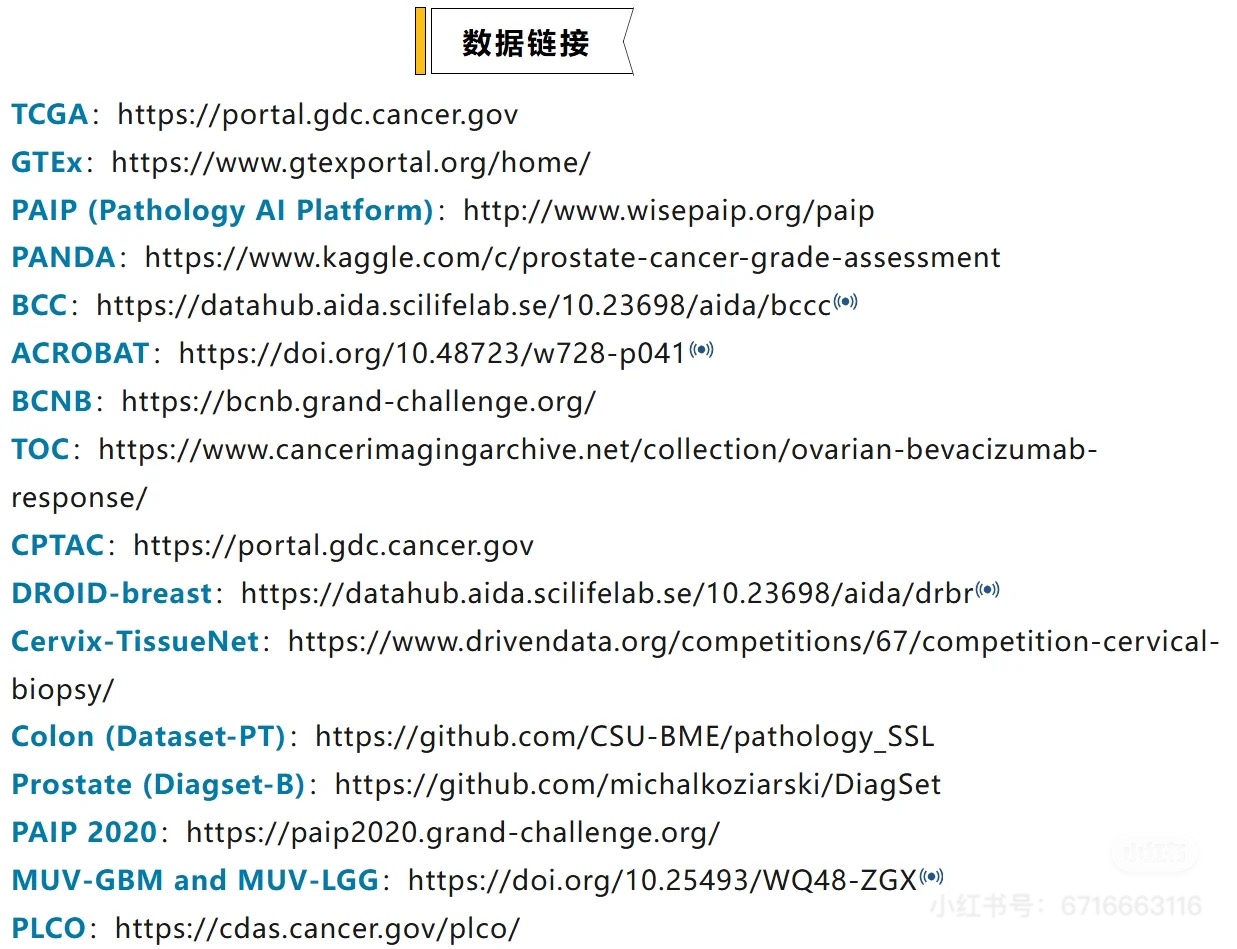 数据链接
TCGA：https://portal.gdc.cancer.gov
GTEx：https://www.gtexportal.org/home/
PAIP (Pathology AI Platform)：http://www.wisepaip.org/paip
PANDA：https://www.kaggle.com/c/prostate-cancer-grade-assessment
BCC：https://datahub.aida.scilifelab.se/10.23698/aida/bccc
ACROBAT：https://doi.org/10.48723/w728-p041
BCNB：https://bcnb.grand-challenge.org/
TOC：https://www.cancerimagingarchive.net/collection/ovarian-bevacizumab-
response/
CPTAC：https://portal.gdc.cancer.gov
DROID-breast：https://datahub.aida.scilifelab.se/10.23698/aida/drbr
Cervix-TissueNet：https://www.drivendata.org/competitions/67/competition-cervical-
biopsy/
Colon (Dataset-PT)：https://github.com/CSU-BME/pathology_SSL
Prostate (Diagset-B)：https://github.com/michalkoziarski/DiagSet
PAIP 2020：https://paip2020.grand-challenge.org/
小红书
MUV-GBM and MUV-LGG：https://doi.org/10.25493/WQ48-ZGX
小红书号：6716663116
PLCO：https://cdas.cancer.gov/plco/